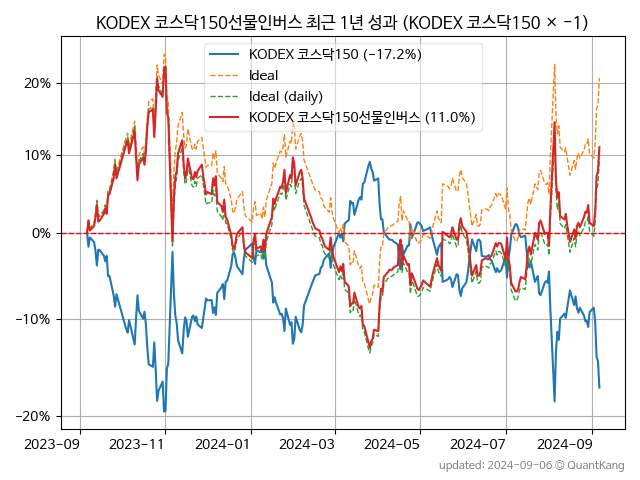 KODEX 코스닥150선물인버스 최근 1년 성과 (KODEX 코스닥150 × −1)
KODEX 코스닥150 (−17.2%)
Ideal
Ideal (daily)
KODEX 코스닥150선물인버스 (11.0%)
20%
10%
0%
−10%
−20%
2023-09
2023-11
2024-01
2024-03
2024-05
2024-07
2024-09
updated: 2024-09-06 © QuantKang